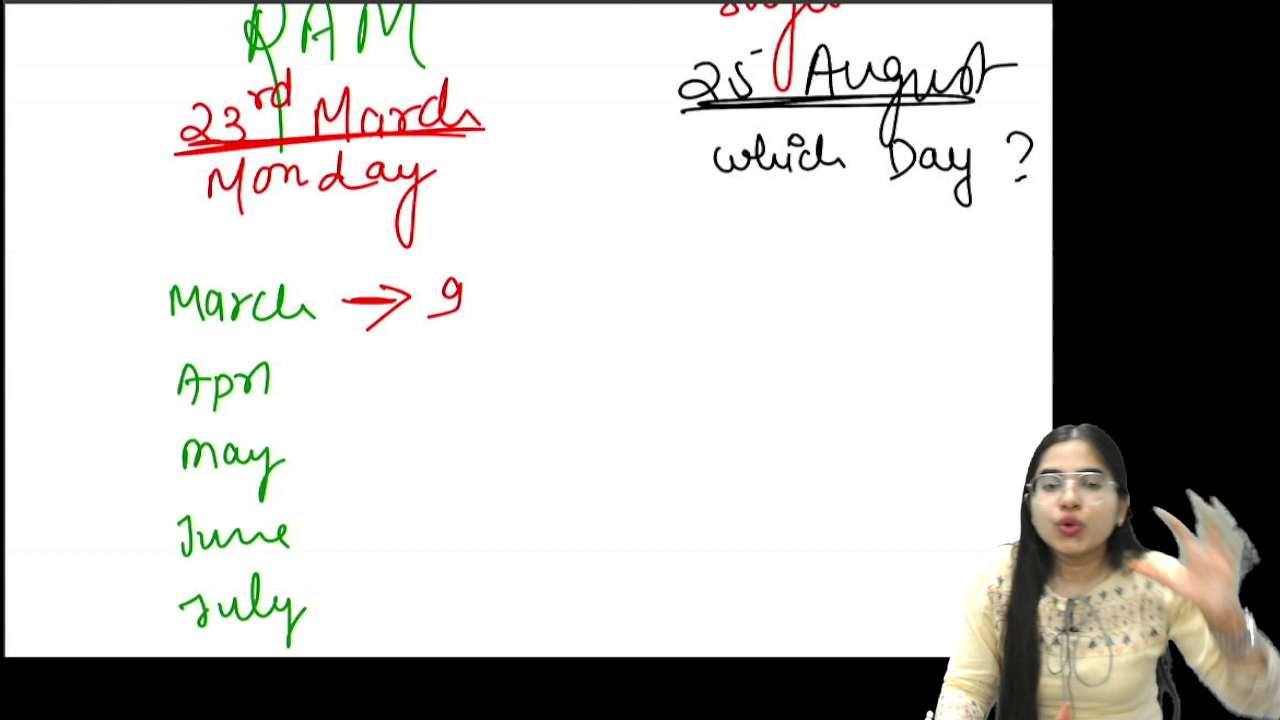 RAM
23rd March
Monday
25 August
which Day ?
March → 9
April
May
June
July